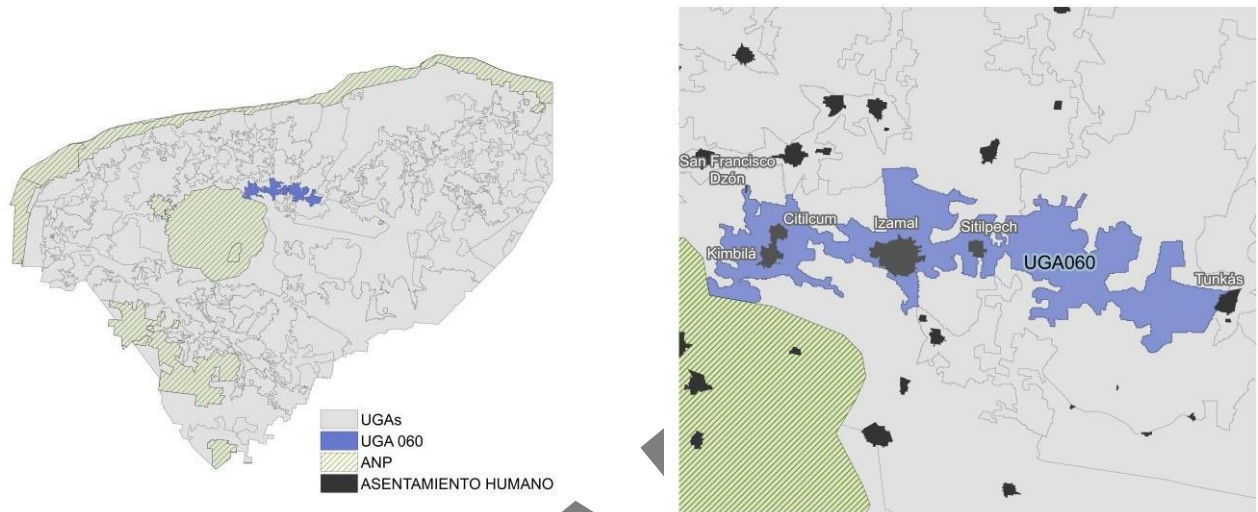 UGAs
UGA 060
ANP
ASENTAMIENTO HUMANO
San Francisco
Dzón
Citilcum
Izamal
Sitilpech
Kimbilá
UGA060
Tunkás